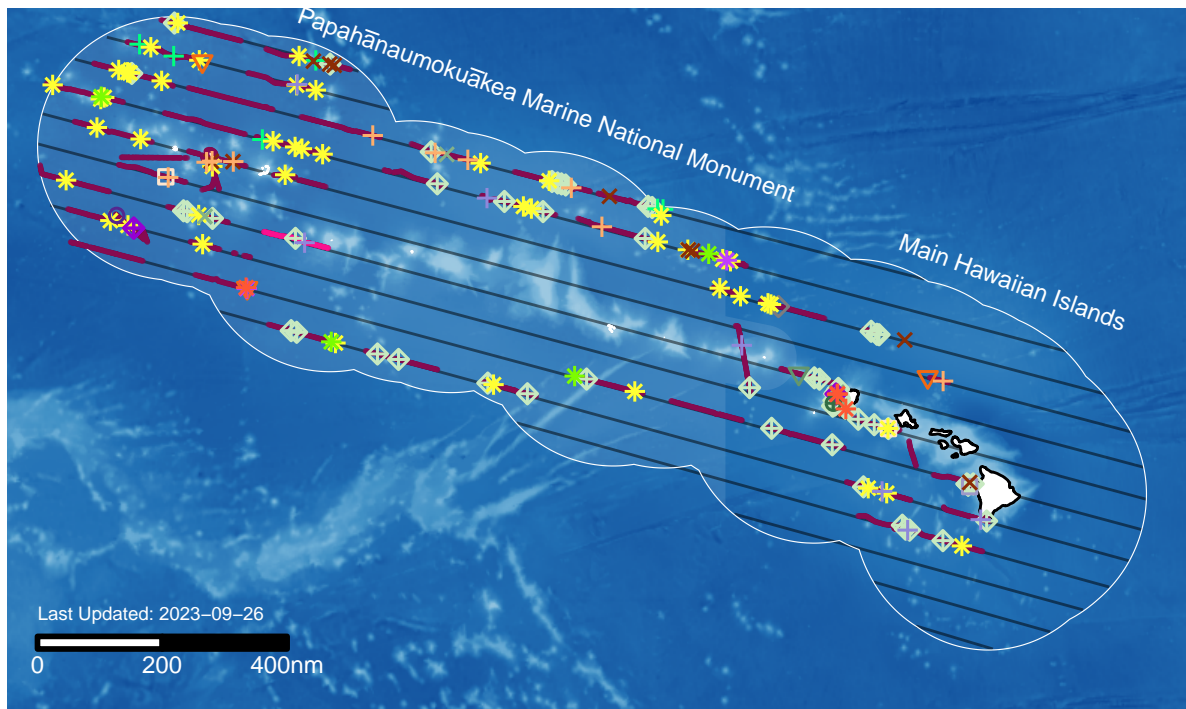 Papahānaumokuākea Marine National Monument
Main Hawaiian Islands
Last Updated: 2023−09−26
0 200 400nm